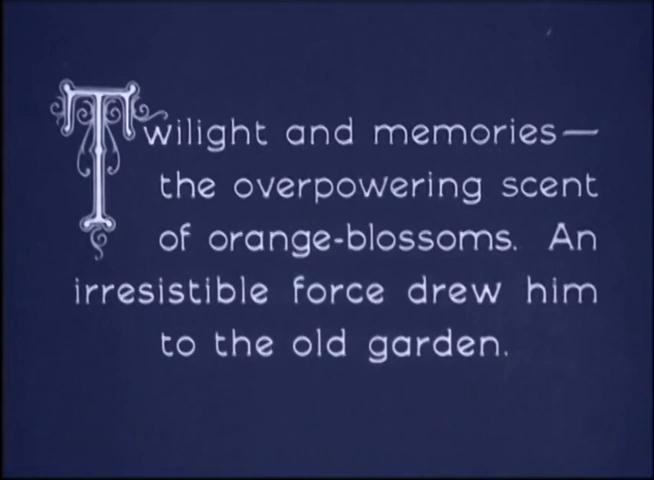 Twilight and memories—
the overpowering scent
of orange-blossoms. An
irresistible force drew him
to the old garden.